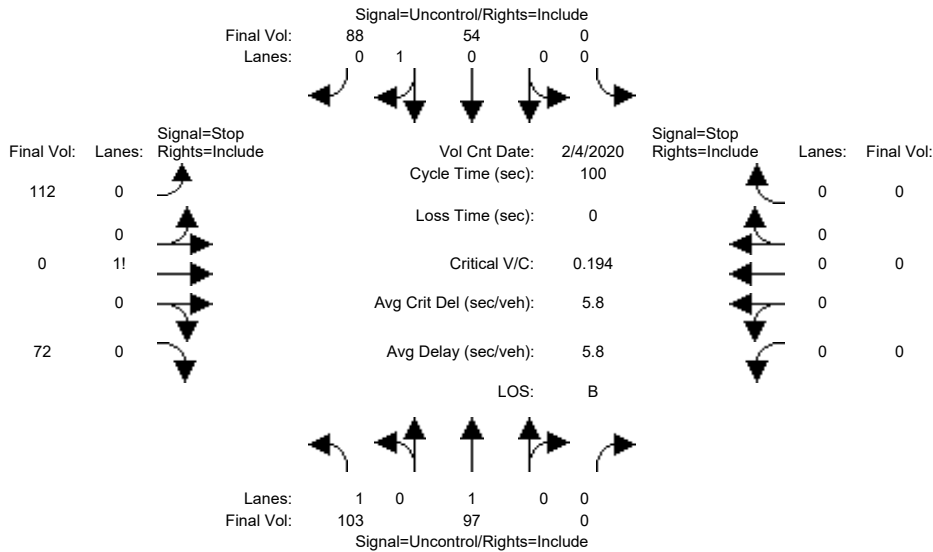 Signal=Uncontrol/Rights=Include
Final Vol: 88 54 0
Lanes: 0 1 0 0 0
Signal=Stop
Final Vol: Lanes: Rights=Include
Vol Cnt Date: 2/4/2020
Signal=Stop
Rights=Include Lanes: Final Vol:
Cycle Time (sec): 100
112 0
0 0
Loss Time (sec): 0
0
0
0 1!
Critical V/C: 0.194
0 0
0
Avg Crit Del (sec/veh): 5.8
0
72 0
Avg Delay (sec/veh): 5.8
0 0
LOS: B
Lanes: 1 0 1 0 0
Final Vol: 103 97 0
Signal=Uncontrol/Rights=Include